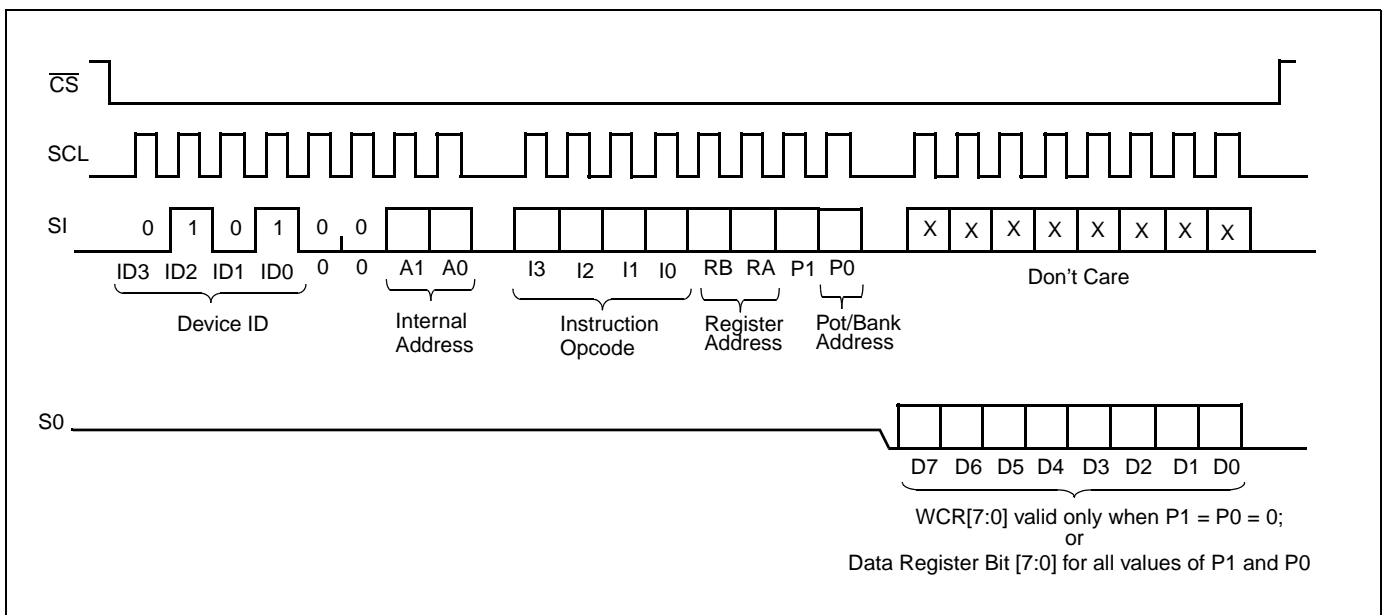 CS
SCL
SI
0 1 0 1 0 0
X X X X X X X X
ID3 ID2 ID1 ID0 0 0 A1 A0 I3 I2 I1 I0 RB RA P1 P0
Don't Care
Device ID
Internal
Address
Instruction
Opcode
Register
Address
Pot/Bank
Address
S0
D7 D6 D5 D4 D3 D2 D1 D0
WCR[7:0] valid only when P1 = P0 = 0;
or
Data Register Bit [7:0] for all values of P1 and P0